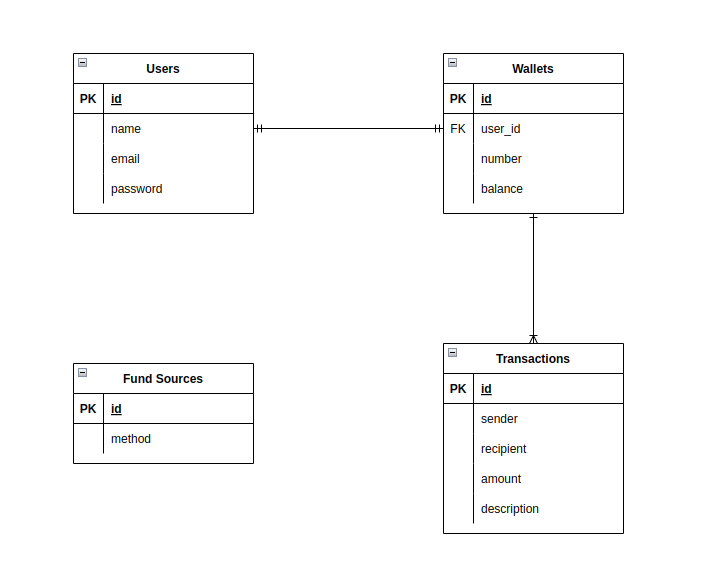 Users
PK id
name
email
password
Wallets
PK id
FK user_id
number
balance
Fund Sources
PK id
method
Transactions
PK id
sender
recipient
amount
description